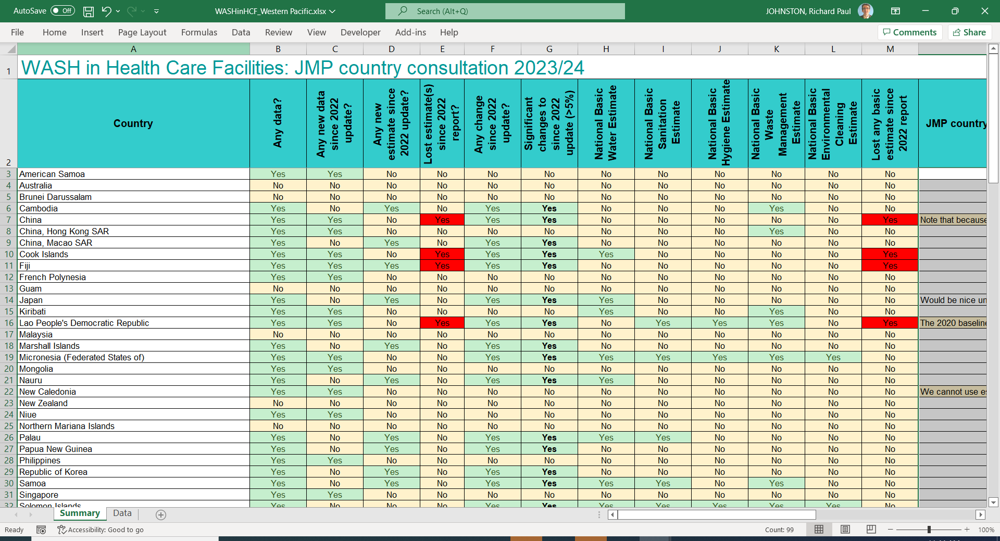 AutoSave Off WASHinHCF_Western Pacific.xlsx Search (Alt+Q) JOHNSTON, Richard Paul
File Home Insert Page Layout Formulas Data Review View Developer Add-ins Help Comments Share
A B C D E F G H I J K L M
1 WASH in Health Care Facilities: JMP country consultation 2023/24
2 Country
Any data?
Any new data
since 2022
update?
Any new
estimate since
2022 update?
Lost estimate(s)
since 2022
report?
Any change
since 2022
update?
Significant
changes to
since 2022
update (>5%)
National Basic
Water Estimate
National Basic
Sanitation
Estimate
National Basic
Hygiene Estimate
National Basic
Waste
Management
Estimate
National Basic
Environmental
Cleaning
Estimate
Lost any basic
estimate since
2022 report
JMP country
3 American Samoa Yes Yes No No No No No No No No No No
4 Australia No No No No No No No No No No No No
5 Brunei Darussalam No No No No No No No No No No No No
6 Cambodia Yes No Yes No Yes Yes No No No Yes No No
7 China Yes Yes No Yes Yes Yes No No No No No Yes Note that because
8 China, Hong Kong SAR Yes Yes No No No No No No No Yes No No
9 China, Macao SAR Yes No Yes No Yes Yes No No No No No No
10 Cook Islands Yes Yes No Yes Yes Yes Yes No No No No Yes
11 Fiji Yes Yes Yes Yes Yes Yes No No No No No Yes
12 French Polynesia Yes Yes No No No No No No No No No No
13 Guam No No No No No No No No No No No No
14 Japan Yes No Yes No Yes Yes Yes No No No No No Would be nice un
15 Kiribati Yes Yes No No No No Yes No No Yes No No
16 Lao People's Democratic Republic Yes Yes No Yes Yes Yes No Yes Yes Yes No Yes The 2020 baseline
17 Malaysia No No No No No No No No No No No No
18 Marshall Islands Yes No Yes No Yes Yes No No No No No No
19 Micronesia (Federated States of) Yes Yes No No Yes Yes Yes Yes Yes Yes Yes No
20 Mongolia Yes Yes No No No No No No No No No No
21 Nauru Yes No Yes No Yes Yes Yes No No No No No
22 New Caledonia Yes Yes No No No No No No No No No No We cannot use es
23 New Zealand No No No No No No No No No No No No
24 Niue Yes Yes No No No No No No No No No No
25 Northern Mariana Islands No No No No No No No No No No No No
26 Palau Yes No Yes No Yes Yes Yes Yes No No No No
27 Papua New Guinea Yes No Yes No Yes Yes No No No No No No
28 Philippines Yes Yes No No No No No No No No No No
29 Republic of Korea Yes No Yes No Yes Yes No No No No No No
30 Samoa Yes No Yes No Yes Yes Yes Yes No Yes No No
31 Singapore Yes Yes No No No No No No No No No No
32 Solomon Islands Yes No No No Yes Yes Yes Yes Yes Yes Yes No
Summary Data
Ready Accessibility: Good to go Count: 99 100%